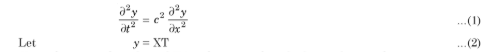 ∂²y/∂t² = c² ∂²y/∂x² ...(1)
Let y = XT ...(2)